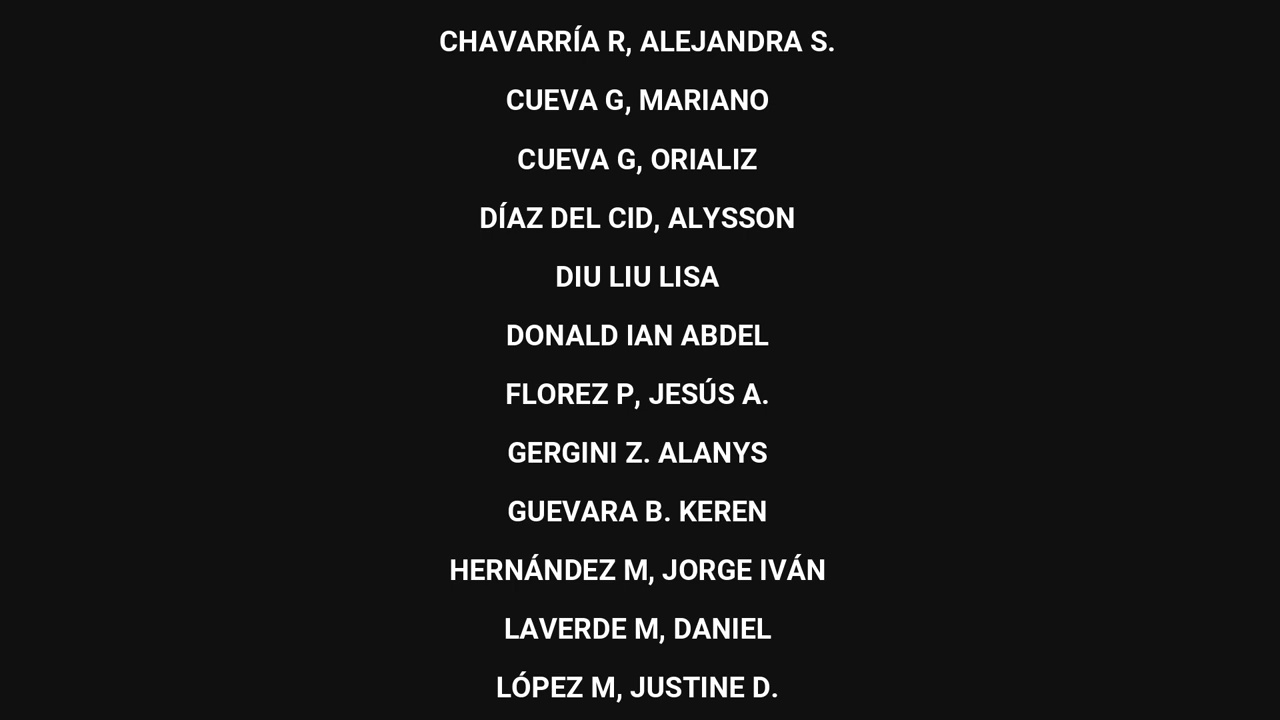 CHAVARRÍA R, ALEJANDRA S.
CUEVA G, MARIANO
CUEVA G, ORIALIZ
DÍAZ DEL CID, ALYSSON
DIU LIU LISA
DONALD IAN ABDEL
FLOREZ P, JESÚS A.
GERGINI Z. ALANYS
GUEVARA B. KEREN
HERNÁNDEZ M, JORGE IVÁN
LAVERDE M, DANIEL
LÓPEZ M, JUSTINE D.